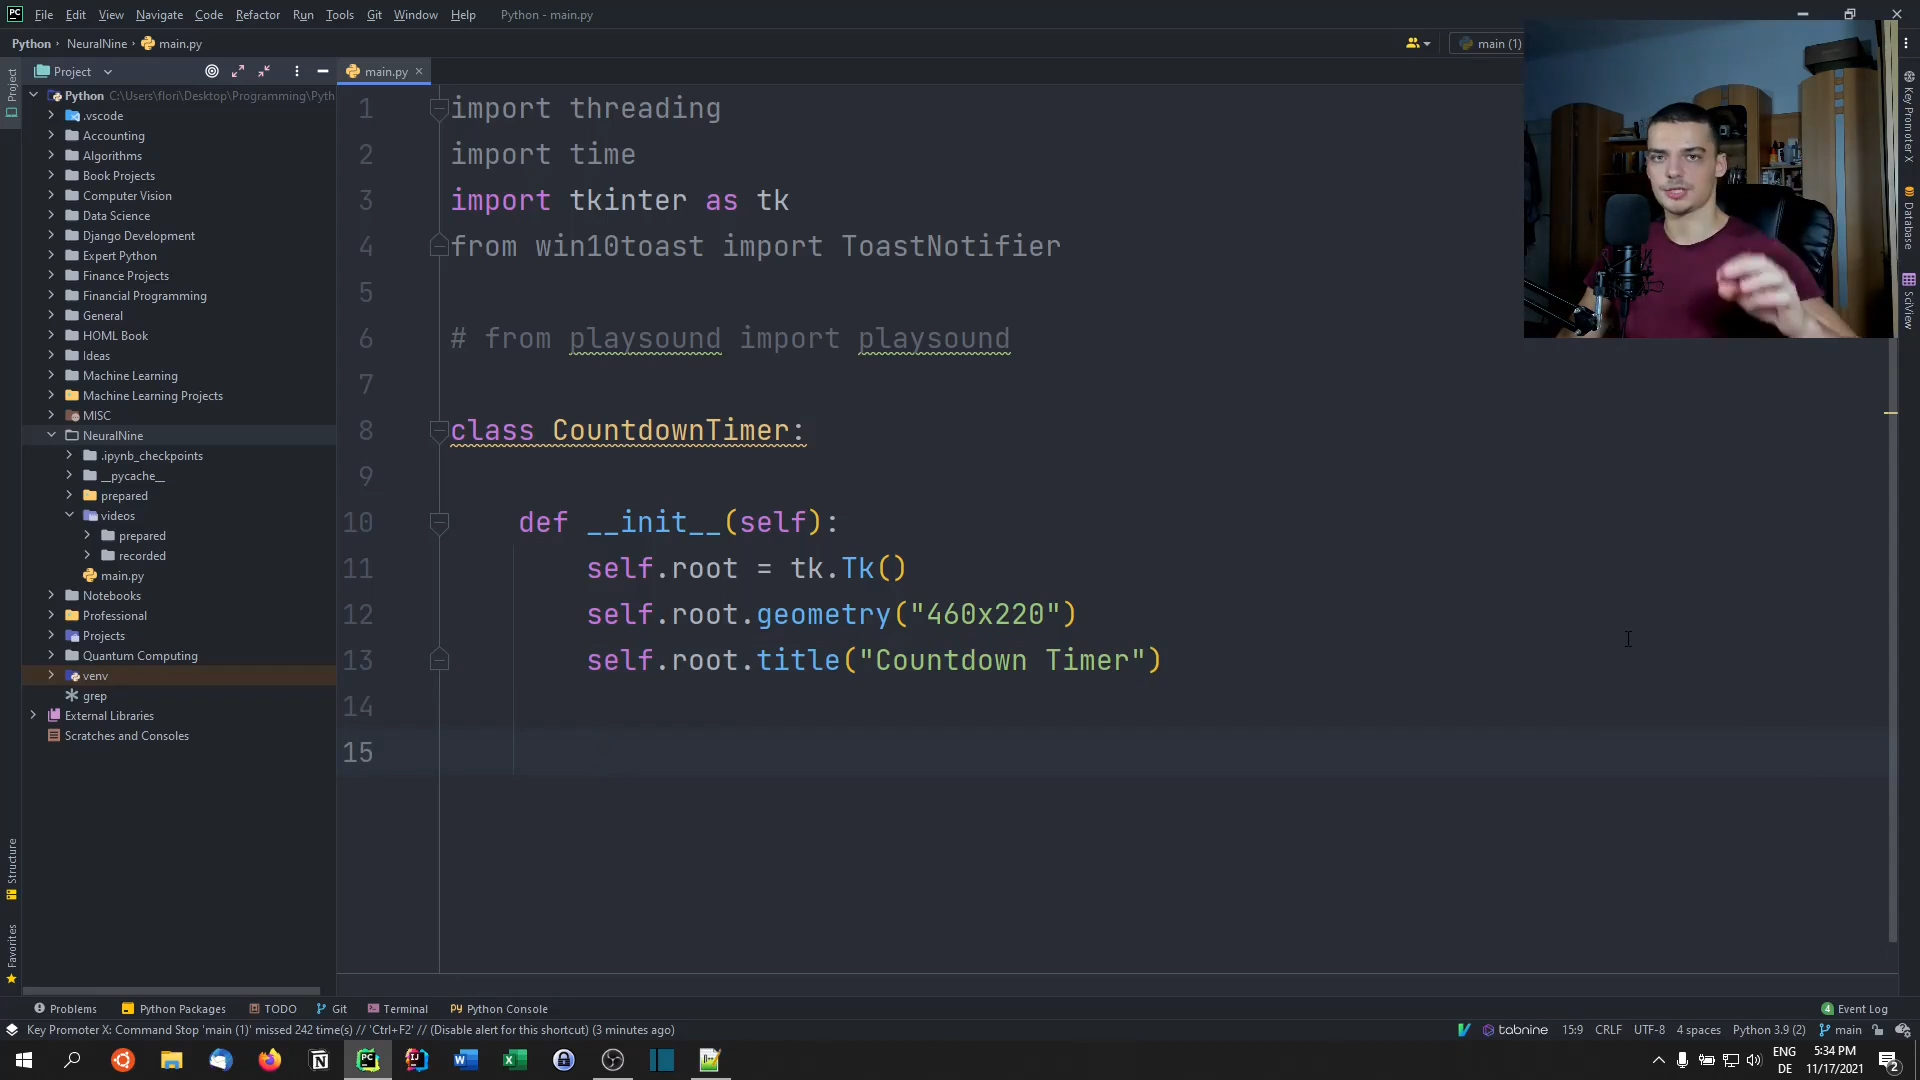 PC File Edit View Navigate Code Refactor Run Tools Git Window Help Python - main.py
Python NeuralNine main.py main (1)
Project
Project
main.py
Python C:\Users\flori\Desktop\Programming\Pyth
.vscode
Accounting
Algorithms
Book Projects
Computer Vision
Data Science
Django Development
Expert Python
Finance Projects
Financial Programming
General
HOML Book
Ideas
Machine Learning
Machine Learning Projects
MISC
NeuralNine
.ipynb_checkpoints
__pycache__
prepared
videos
prepared
recorded
main.py
Notebooks
Professional
Projects
Quantum Computing
venv
grep
External Libraries
Scratches and Consoles
Structure
Favorites
1 import threading
2 import time
3 import tkinter as tk
4 from win10toast import ToastNotifier
5
6 # from playsound import playsound
7
8 class CountdownTimer:
9
10 def __init__(self):
11 self.root = tk.Tk()
12 self.root.geometry("460x220")
13 self.root.title("Countdown Timer")
14
15
Key Promoter X
Database
SciView
Problems Python Packages TODO Git Terminal Python Console Event Log
Key Promoter X: Command Stop 'main (1)' missed 242 time(s) // 'Ctrl+F2' // (Disable alert for this shortcut) (3 minutes ago) tabnine 15:9 CRLF UTF-8 4 spaces Python 3.9 (2) main
ENG
DE
5:34 PM
11/17/2021
2